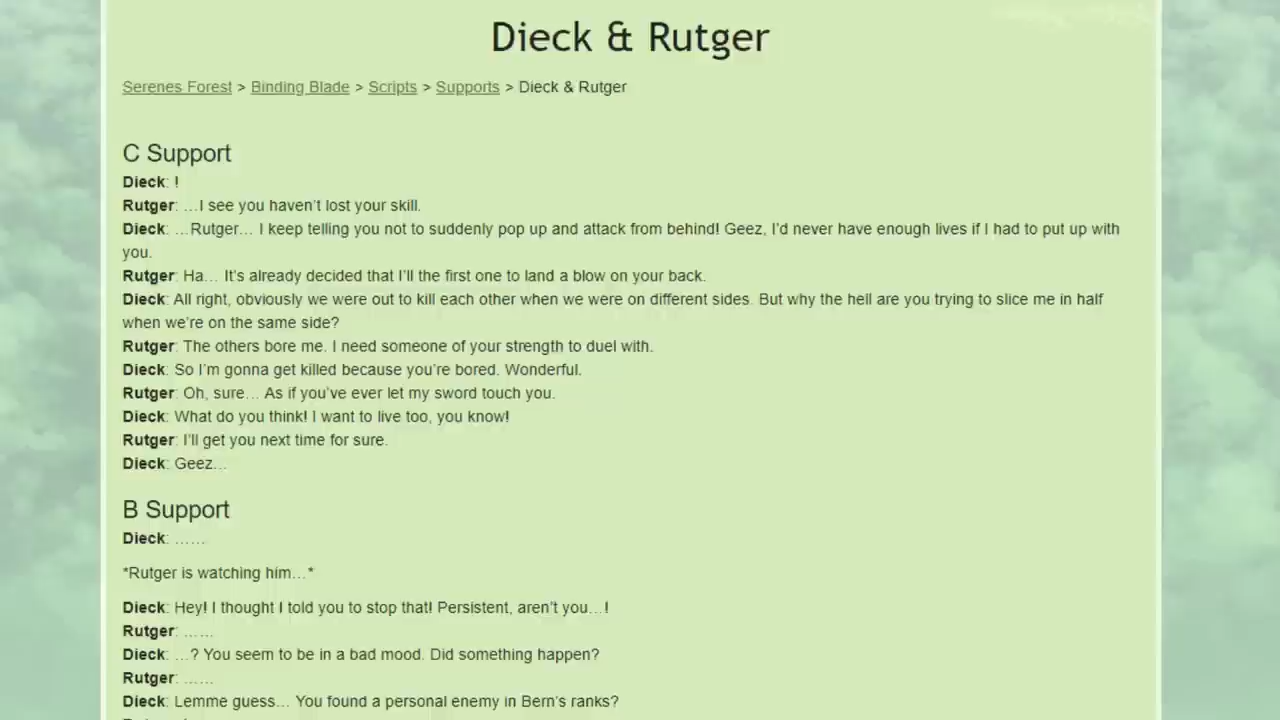 Dieck & Rutger
Serenes Forest > Binding Blade > Scripts > Supports > Dieck & Rutger
C Support
Dieck: !
Rutger: …I see you haven’t lost your skill.
Dieck: …Rutger… I keep telling you not to suddenly pop up and attack from behind! Geez, I’d never have enough lives if I had to put up with
you.
Rutger: Ha… It’s already decided that I’ll the first one to land a blow on your back.
Dieck: All right, obviously we were out to kill each other when we were on different sides. But why the hell are you trying to slice me in half
when we’re on the same side?
Rutger: The others bore me. I need someone of your strength to duel with.
Dieck: So I’m gonna get killed because you’re bored. Wonderful.
Rutger: Oh, sure… As if you’ve ever let my sword touch you.
Dieck: What do you think! I want to live too, you know!
Rutger: I’ll get you next time for sure.
Dieck: Geez…
B Support
Dieck: ……
*Rutger is watching him…*
Dieck: Hey! I thought I told you to stop that! Persistent, aren’t you…!
Rutger: ……
Dieck: …? You seem to be in a bad mood. Did something happen?
Rutger: ……
Dieck: Lemme guess… You found a personal enemy in Bern’s ranks?